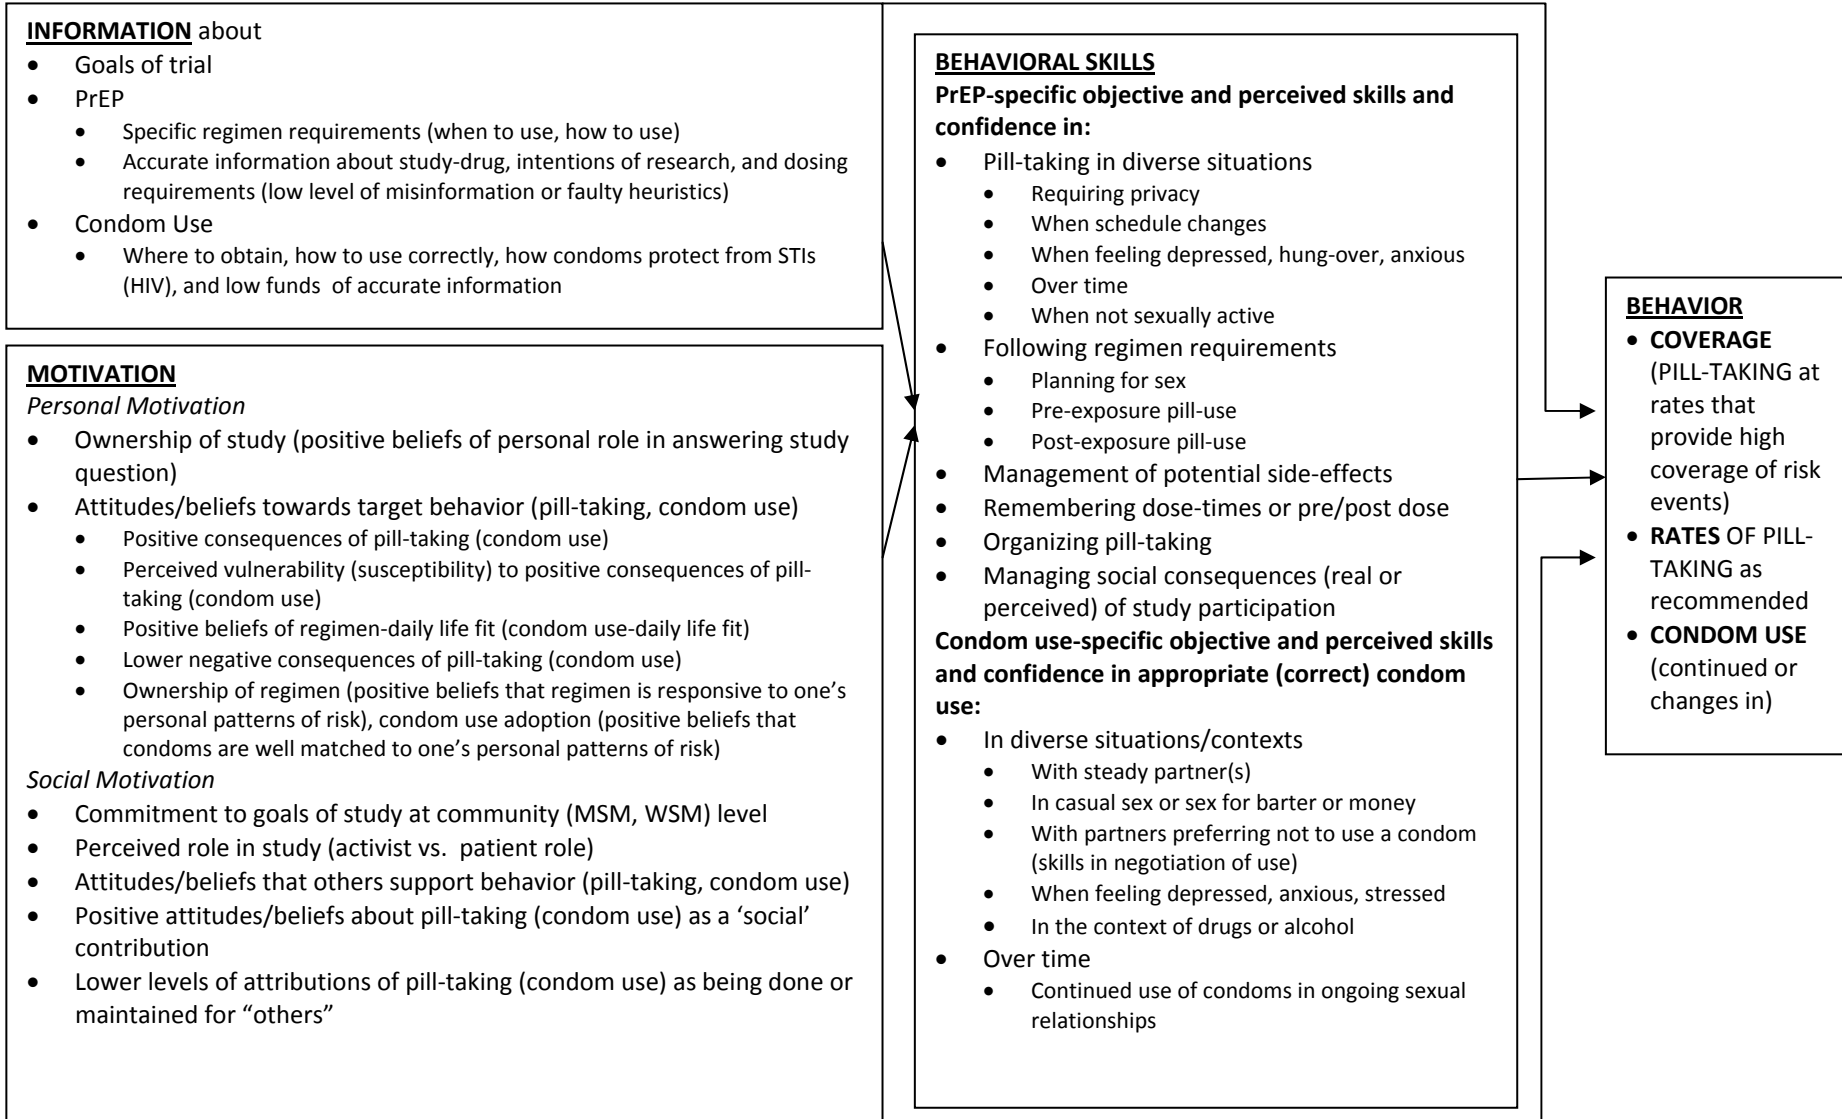 INFORMATION about
• Goals of trial
• PrEP
• Specific regimen requirements (when to use, how to use)
• Accurate information about study-drug, intentions of research, and dosing
requirements (low level of misinformation or faulty heuristics)
• Condom Use
• Where to obtain, how to use correctly, how condoms protect from STIs
(HIV), and low funds of accurate information
MOTIVATION
Personal Motivation
• Ownership of study (positive beliefs of personal role in answering study
question)
• Attitudes/beliefs towards target behavior (pill-taking, condom use)
• Positive consequences of pill-taking (condom use)
• Perceived vulnerability (susceptibility) to positive consequences of pill-
taking (condom use)
• Positive beliefs of regimen-daily life fit (condom use-daily life fit)
• Lower negative consequences of pill-taking (condom use)
• Ownership of regimen (positive beliefs that regimen is responsive to one’s
personal patterns of risk), condom use adoption (positive beliefs that
condoms are well matched to one’s personal patterns of risk)
Social Motivation
• Commitment to goals of study at community (MSM, WSM) level
• Perceived role in study (activist vs. patient role)
• Attitudes/beliefs that others support behavior (pill-taking, condom use)
• Positive attitudes/beliefs about pill-taking (condom use) as a ‘social’
contribution
• Lower levels of attributions of pill-taking (condom use) as being done or
maintained for “others”
BEHAVIORAL SKILLS
PrEP-specific objective and perceived skills and
confidence in:
• Pill-taking in diverse situations
• Requiring privacy
• When schedule changes
• When feeling depressed, hung-over, anxious
• Over time
• When not sexually active
• Following regimen requirements
• Planning for sex
• Pre-exposure pill-use
• Post-exposure pill-use
• Management of potential side-effects
• Remembering dose-times or pre/post dose
• Organizing pill-taking
• Managing social consequences (real or
perceived) of study participation
Condom use-specific objective and perceived skills
and confidence in appropriate (correct) condom
use:
• In diverse situations/contexts
• With steady partner(s)
• In casual sex or sex for barter or money
• With partners preferring not to use a condom
(skills in negotiation of use)
• When feeling depressed, anxious, stressed
• In the context of drugs or alcohol
• Over time
• Continued use of condoms in ongoing sexual
relationships
BEHAVIOR
• COVERAGE
(PILL-TAKING at
rates that
provide high
coverage of risk
events)
• RATES OF PILL-
TAKING as
recommended
• CONDOM USE
(continued or
changes in)